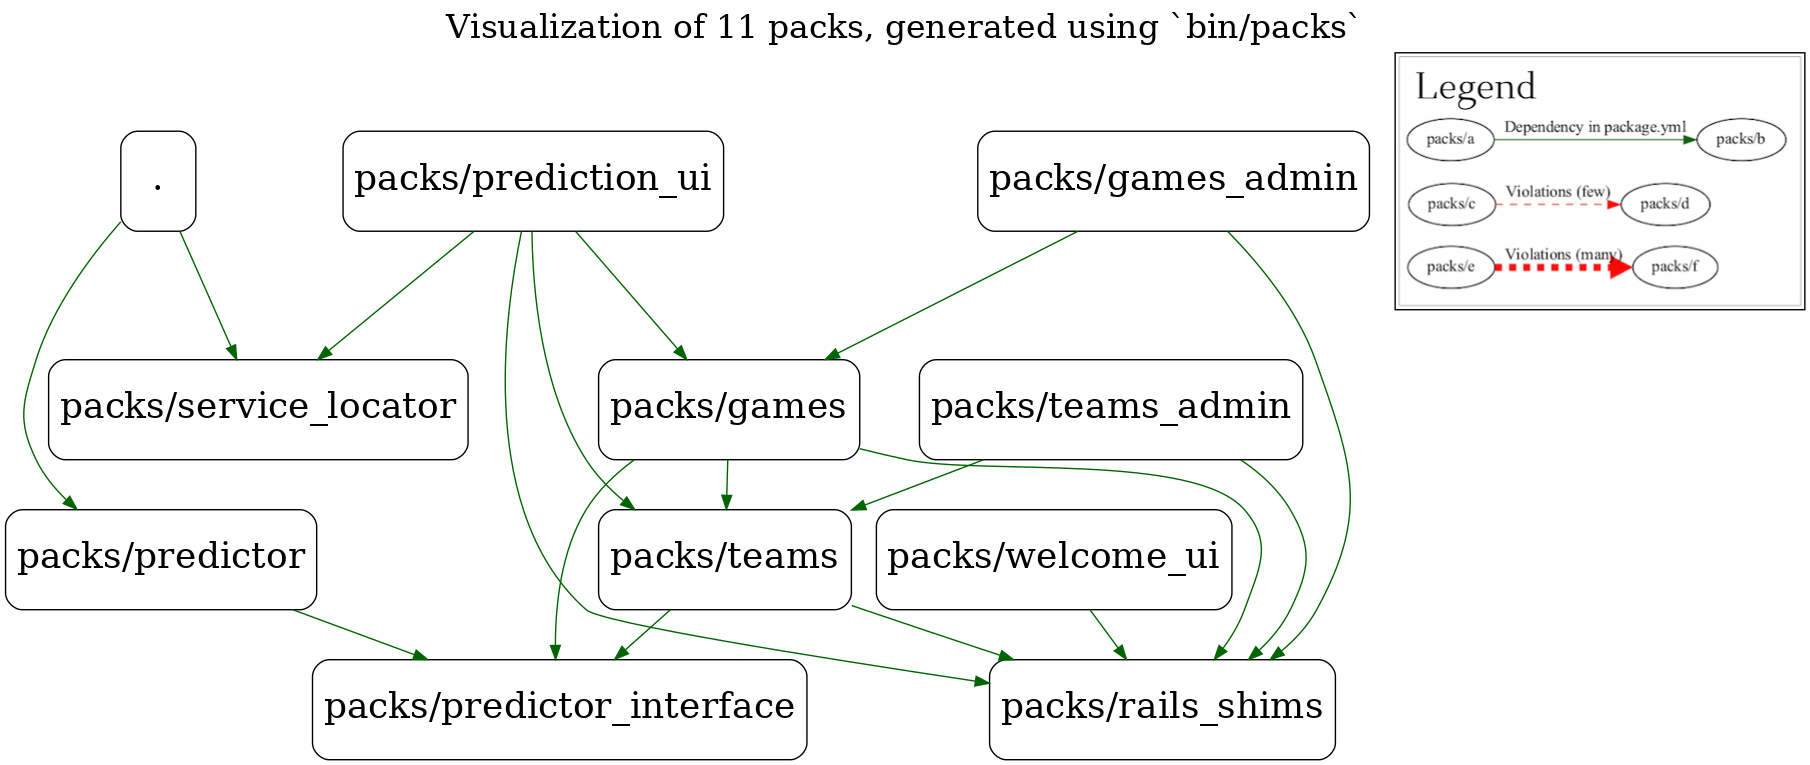 Visualization of 11 packs, generated using `bin/packs`
Legend
packs/a
Dependency in package.yml
packs/b
packs/c
Violations (few)
packs/d
packs/e
Violations (many)
packs/f
.
packs/prediction_ui
packs/games_admin
packs/service_locator
packs/games
packs/teams_admin
packs/predictor
packs/teams
packs/welcome_ui
packs/predictor_interface
packs/rails_shims